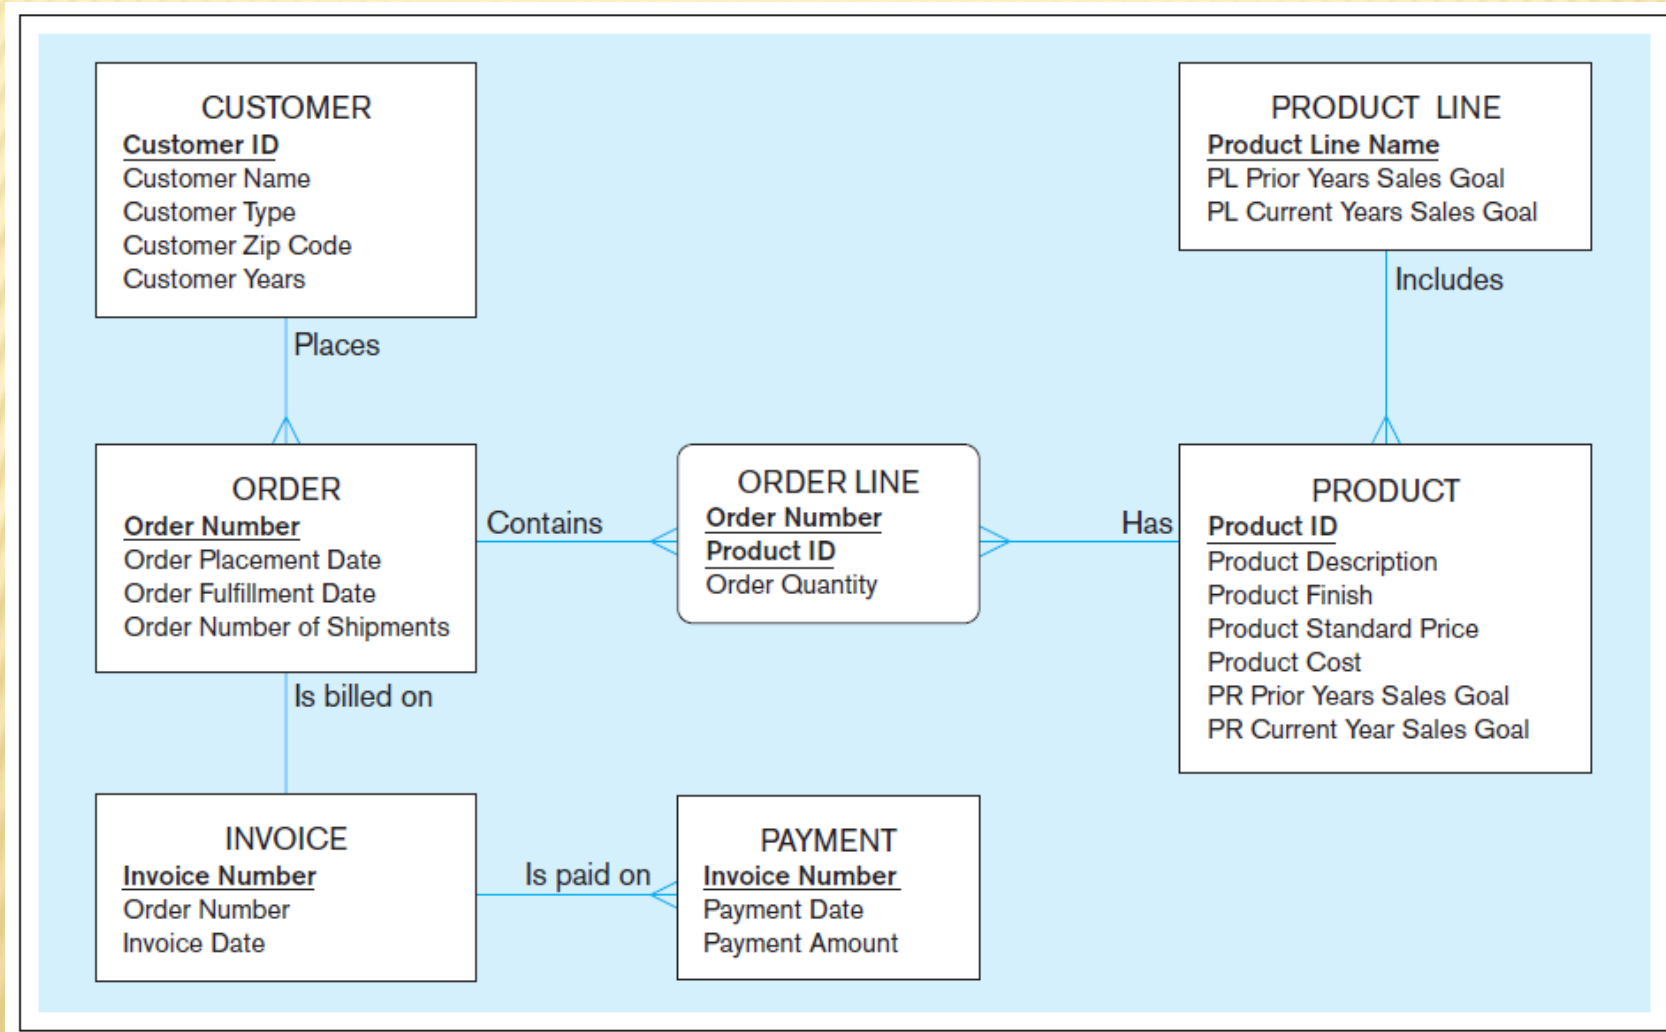 CUSTOMER
Customer ID
Customer Name
Customer Type
Customer Zip Code
Customer Years
PRODUCT LINE
Product Line Name
PL Prior Years Sales Goal
PL Current Years Sales Goal
Places
Includes
ORDER
Order Number
Order Placement Date
Order Fulfillment Date
Order Number of Shipments
Contains
ORDER LINE
Order Number
Product ID
Order Quantity
Has
PRODUCT
Product ID
Product Description
Product Finish
Product Standard Price
Product Cost
PR Prior Years Sales Goal
PR Current Year Sales Goal
Is billed on
INVOICE
Invoice Number
Order Number
Invoice Date
Is paid on
PAYMENT
Invoice Number
Payment Date
Payment Amount